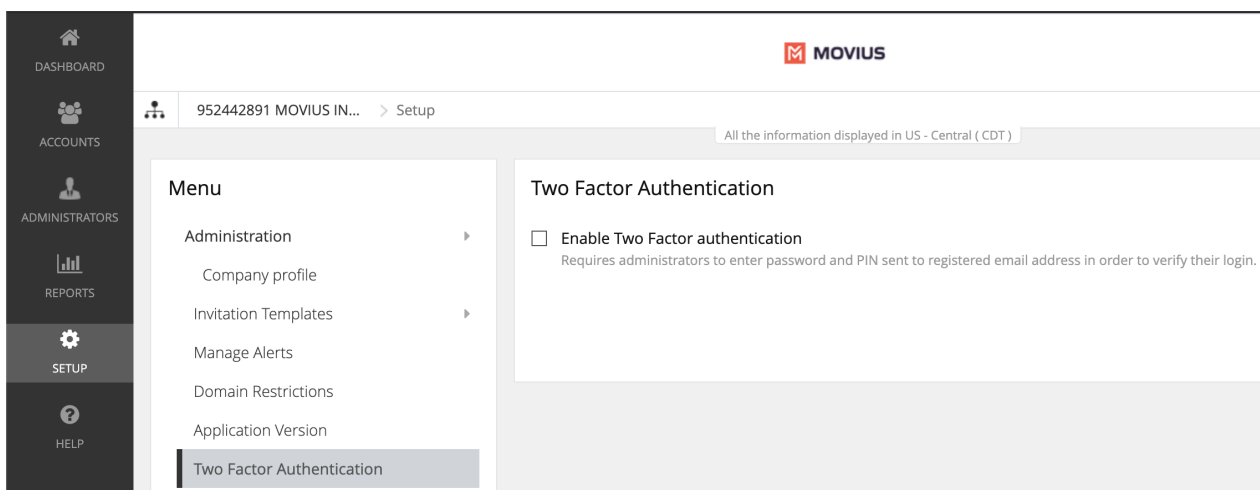 MOVIUS
DASHBOARD
ACCOUNTS
ADMINISTRATORS
REPORTS
SETUP
HELP
952442891 MOVIUS IN... > Setup
All the information displayed in US - Central ( CDT )
Menu
Administration
Company profile
Invitation Templates
Manage Alerts
Domain Restrictions
Application Version
Two Factor Authentication
Two Factor Authentication
Enable Two Factor authentication
Requires administrators to enter password and PIN sent to registered email address in order to verify their login.